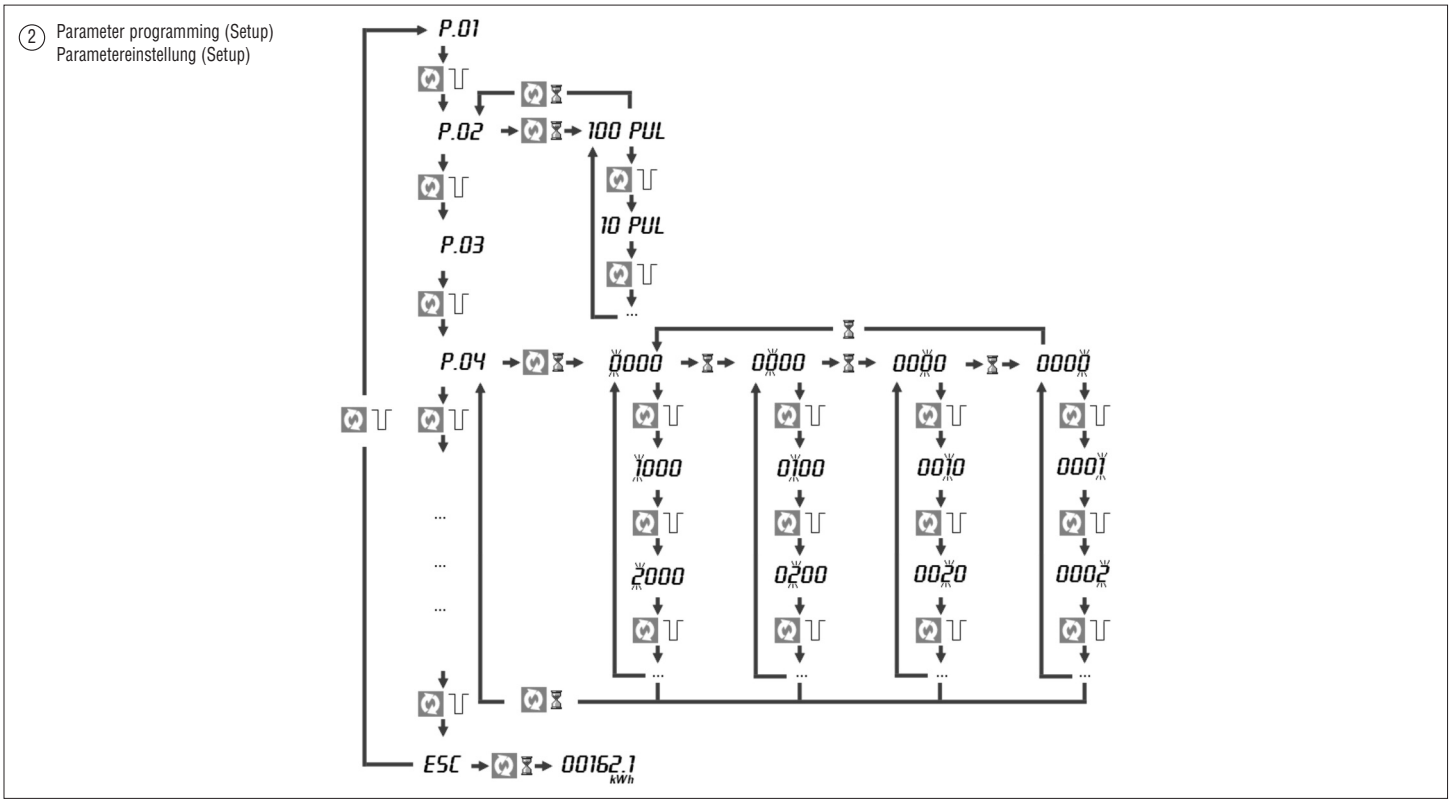 2 Parameter programming (Setup)
Parametereinstellung (Setup)
P.01
P.02 100 PUL
10 PUL
P.03
...
P.04 0000 0000 0000 0000
1000 0100 0010 0001
...
2000 0200 0020 0002
...
...
... ... ... ...
ESC 00162.1
kWh